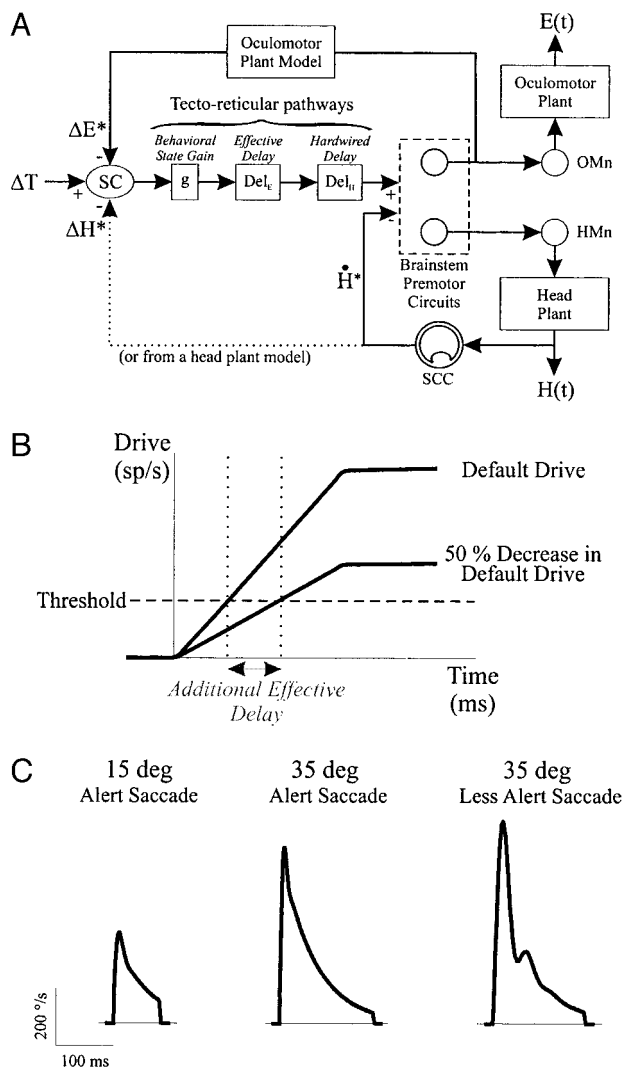 A
E(t)
Oculomotor
Plant Model
Oculomotor
Plant
Tecto-reticular pathways
ΔE*
Behavioral
State Gain
Effective
Delay
Hardwired
Delay
-
ΔT
+
SC
g
Del_E
Del_H
+
-
OMn
-
ΔH*
HMn
Ḣ*
Brainstem
Premotor
Circuits
Head
Plant
(or from a head plant model)
SCC
H(t)
B
Drive
(sp/s)
Default Drive
50 % Decrease in
Default Drive
Threshold
Time
(ms)
Additional Effective
Delay
C
15 deg
Alert Saccade
35 deg
Alert Saccade
35 deg
Less Alert Saccade
200 °/s
100 ms